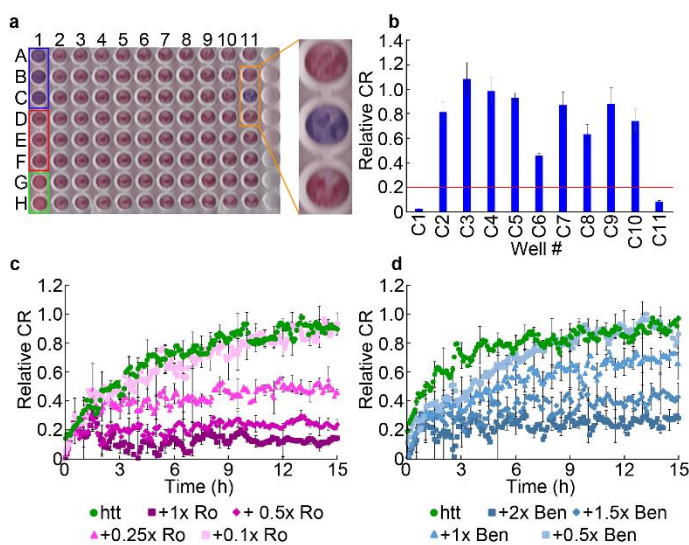 a
1 2 3 4 5 6 7 8 9 10 11
A
B
C
D
E
F
G
H
b
Relative CR
1.4
1.2
1.0
0.8
0.6
0.4
0.2
0.0
C1 C2 C3 C4 C5 C6 C7 C8 C9 C10 C11
Well #
c
Relative CR
1.2
1.0
0.8
0.6
0.4
0.2
0
0 3 6 9 12 15
Time (h)
htt +1x Ro + 0.5x Ro
+0.25x Ro +0.1x Ro
d
Relative CR
1.2
1.0
0.8
0.6
0.4
0.2
0
0 3 6 9 12 15
Time (h)
htt +2x Ben +1.5x Ben
+1x Ben +0.5x Ben